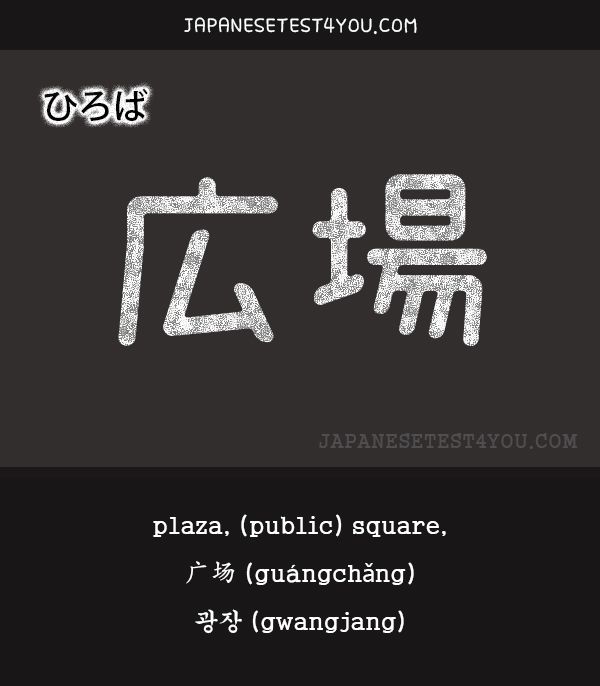 JAPANESETEST4YOU.COM
ひろば
広場
JAPANESETEST4YOU.COM
plaza, (public) square,
广场 (guángchǎng)
광장 (gwangjang)